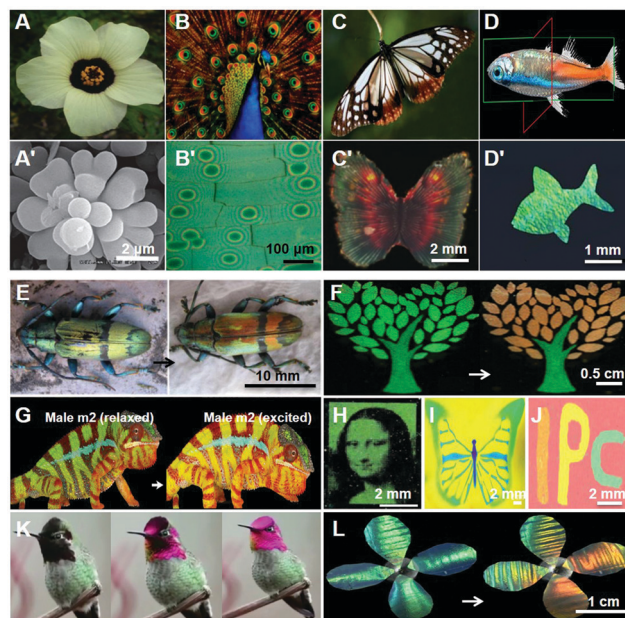 A
B
C
D
A'
2 µm
B'
100 µm
C'
2 mm
D'
1 mm
E
10 mm
F
0.5 cm
G
Male m2 (relaxed)
Male m2 (excited)
H
2 mm
I
2 mm
J
IPC
2 mm
K
L
1 cm